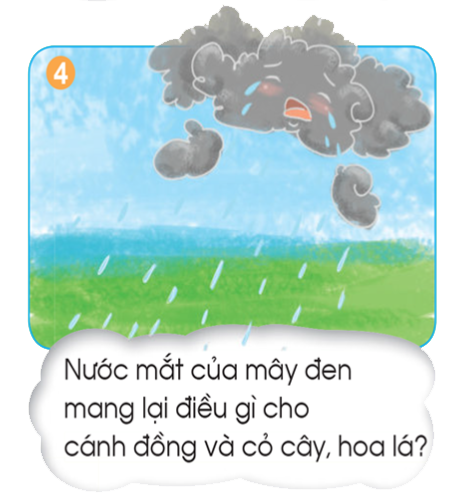 4
Nước mắt của mây đen
mang lại điều gì cho
cánh đồng và cỏ cây, hoa lá?